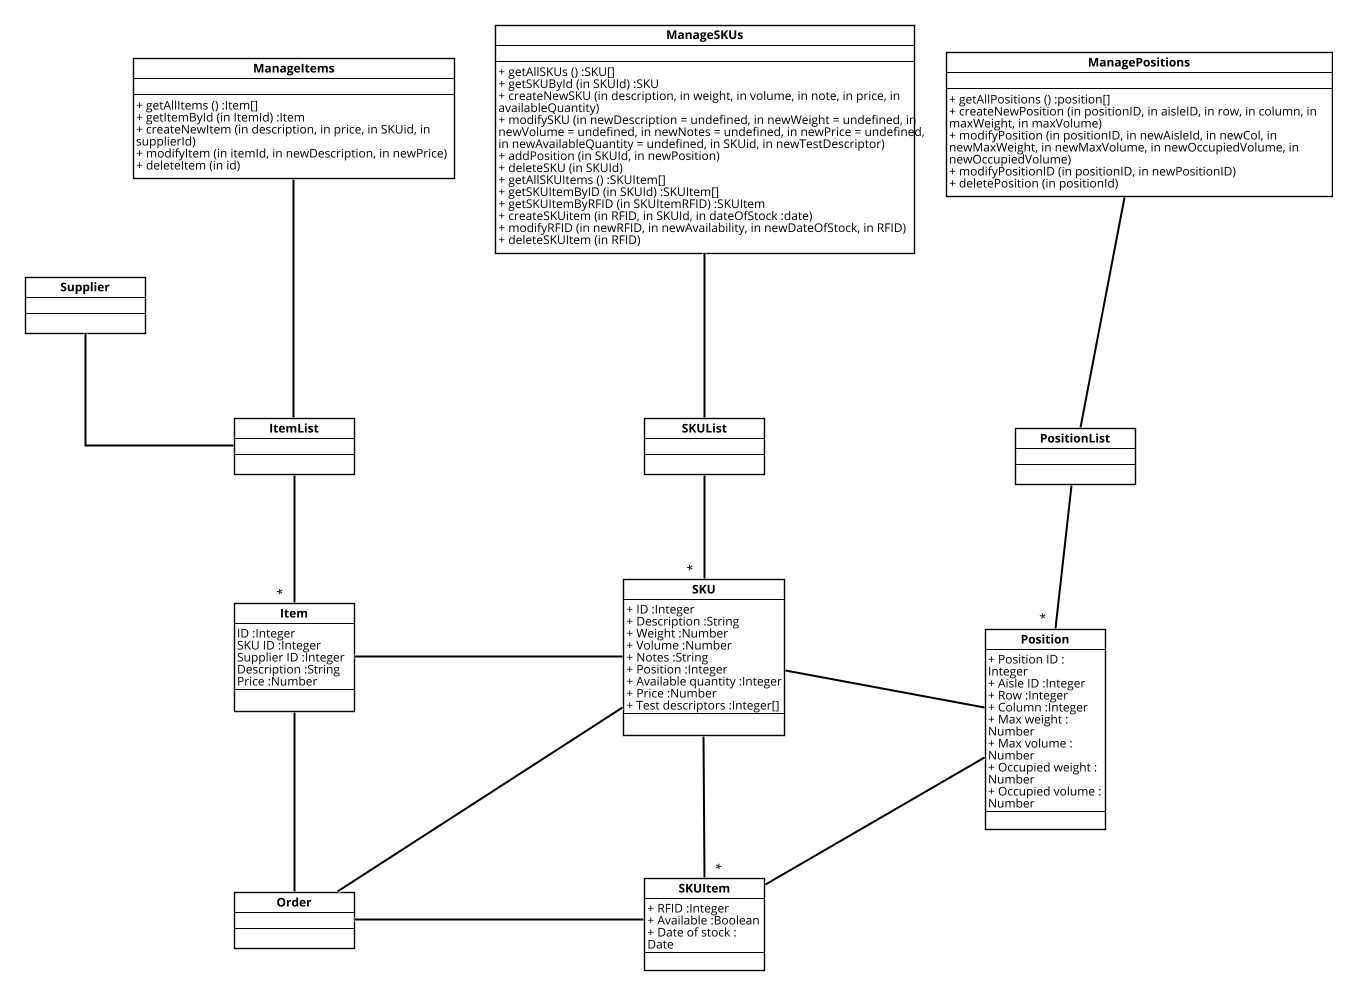 ManageItems
+ getAllItems () :Item[]
+ getItemById (in ItemId) :Item
+ createNewItem (in description, in price, in SKUid, in
supplierId)
+ modifyItem (in itemId, in newDescription, in newPrice)
+ deleteItem (in id)
ManageSKUs
+ getAllSKUs () :SKU[]
+ getSKUById (in SKUId) :SKU
+ createNewSKU (in description, in weight, in volume, in note, in price, in
availableQuantity)
+ modifySKU (in newDescription = undefined, in newWeight = undefined, in
newVolume = undefined, in newNotes = undefined, in newPrice = undefined,
in newAvailableQuantity = undefined, in SKUid, in newTestDescriptor)
+ addPosition (in SKUId, in newPosition)
+ deleteSKU (in SKUId)
+ getAllSKUItems () :SKUItem[]
+ getSKUItemByID (in SKUId) :SKUItem[]
+ getSKUItemByRFID (in SKUItemRFID) :SKUItem
+ createSKUitem (in RFID, in SKUId, in dateOfStock :date)
+ modifyRFID (in newRFID, in newAvailability, in newDateOfStock, in RFID)
+ deleteSKUItem (in RFID)
ManagePositions
+ getAllPositions () :position[]
+ createNewPosition (in positionID, in aisleID, in row, in column, in
maxWeight, in maxVolume)
+ modifyPosition (in positionID, in newAisleId, in newCol, in
newMaxWeight, in newMaxVolume, in newOccupiedVolume, in
newOccupiedVolume)
+ modifyPositionID (in positionID, in newPositionID)
+ deletePosition (in positionId)
Supplier
ItemList
SKUList
PositionList
*
Item
ID :Integer
SKU ID :Integer
Supplier ID :Integer
Description :String
Price :Number
*
SKU
+ ID :Integer
+ Description :String
+ Weight :Number
+ Volume :Number
+ Notes :String
+ Position :Integer
+ Available quantity :Integer
+ Price :Number
+ Test descriptors :Integer[]
*
Position
+ Position ID :
Integer
+ Aisle ID :Integer
+ Row :Integer
+ Column :Integer
+ Max weight :
Number
+ Max volume :
Number
+ Occupied weight :
Number
+ Occupied volume :
Number
Order
*
SKUItem
+ RFID :Integer
+ Available :Boolean
+ Date of stock :
Date